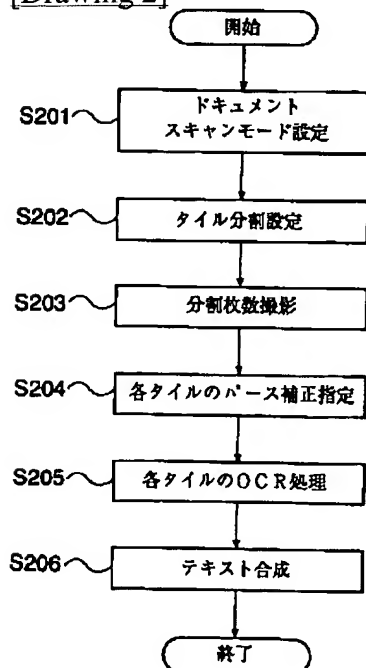 [Drawing 2]
開始
S201
ドキュメント
スキャンモード設定
S202
タイル分割設定
S203
分割枚数撮影
S204
各タイルのパース補正指定
S205
各タイルのOCR処理
S206
テキスト合成
終了